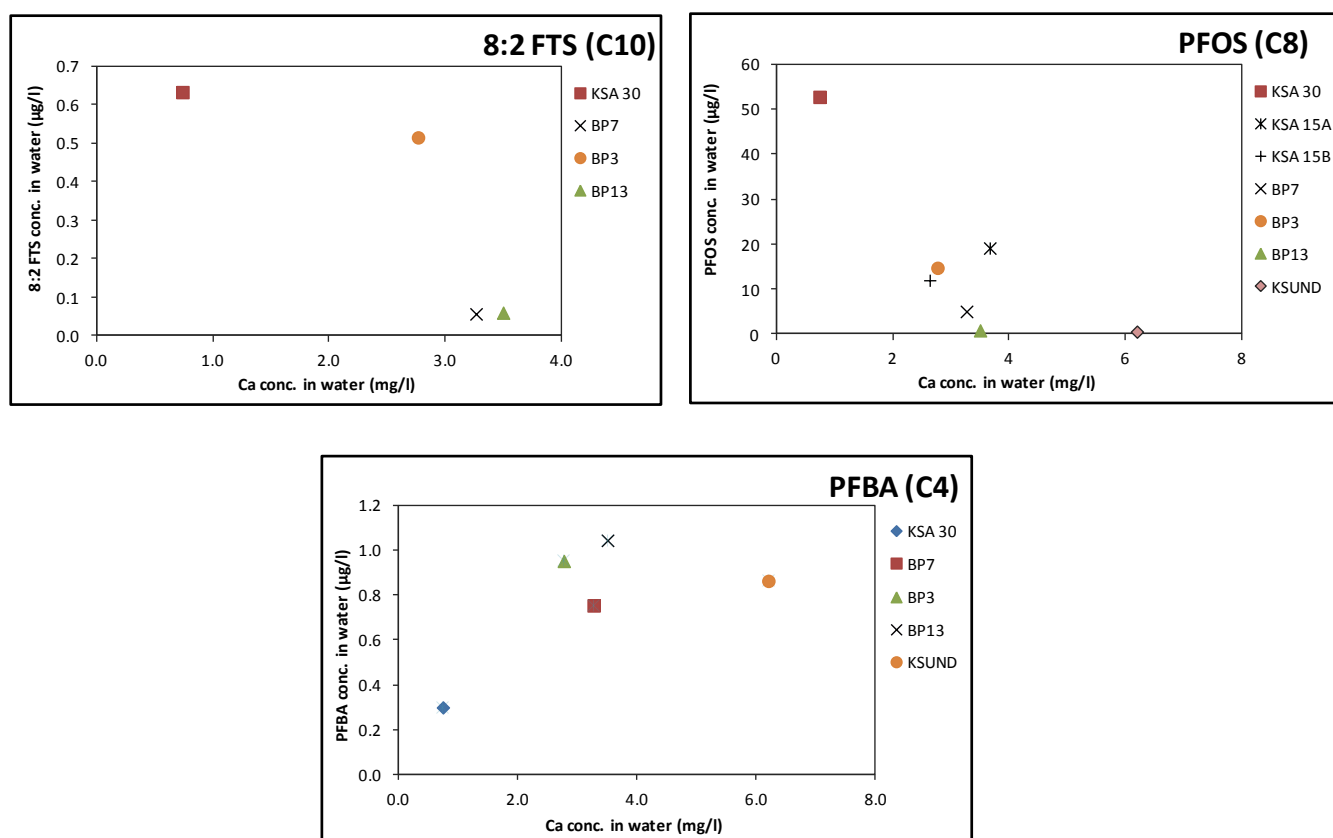 8:2 FTS (C10)
8:2 FTS conc. in water (µg/l)
0.7
0.6
0.5
0.4
0.3
0.2
0.1
0.0
0.0 1.0 2.0 3.0 4.0
Ca conc. in water (mg/l)
KSA 30
BP7
BP3
BP13
PFOS (C8)
PFOS conc. in water (µg/l)
60
50
40
30
20
10
0
0 2 4 6 8
Ca conc. in water (mg/l)
KSA 30
KSA 15A
KSA 15B
BP7
BP3
BP13
KSUND
PFBA (C4)
PFBA conc. in water (µg/l)
1.2
1.0
0.8
0.6
0.4
0.2
0.0
0.0 2.0 4.0 6.0 8.0
Ca conc. in water (mg/l)
KSA 30
BP7
BP3
BP13
KSUND